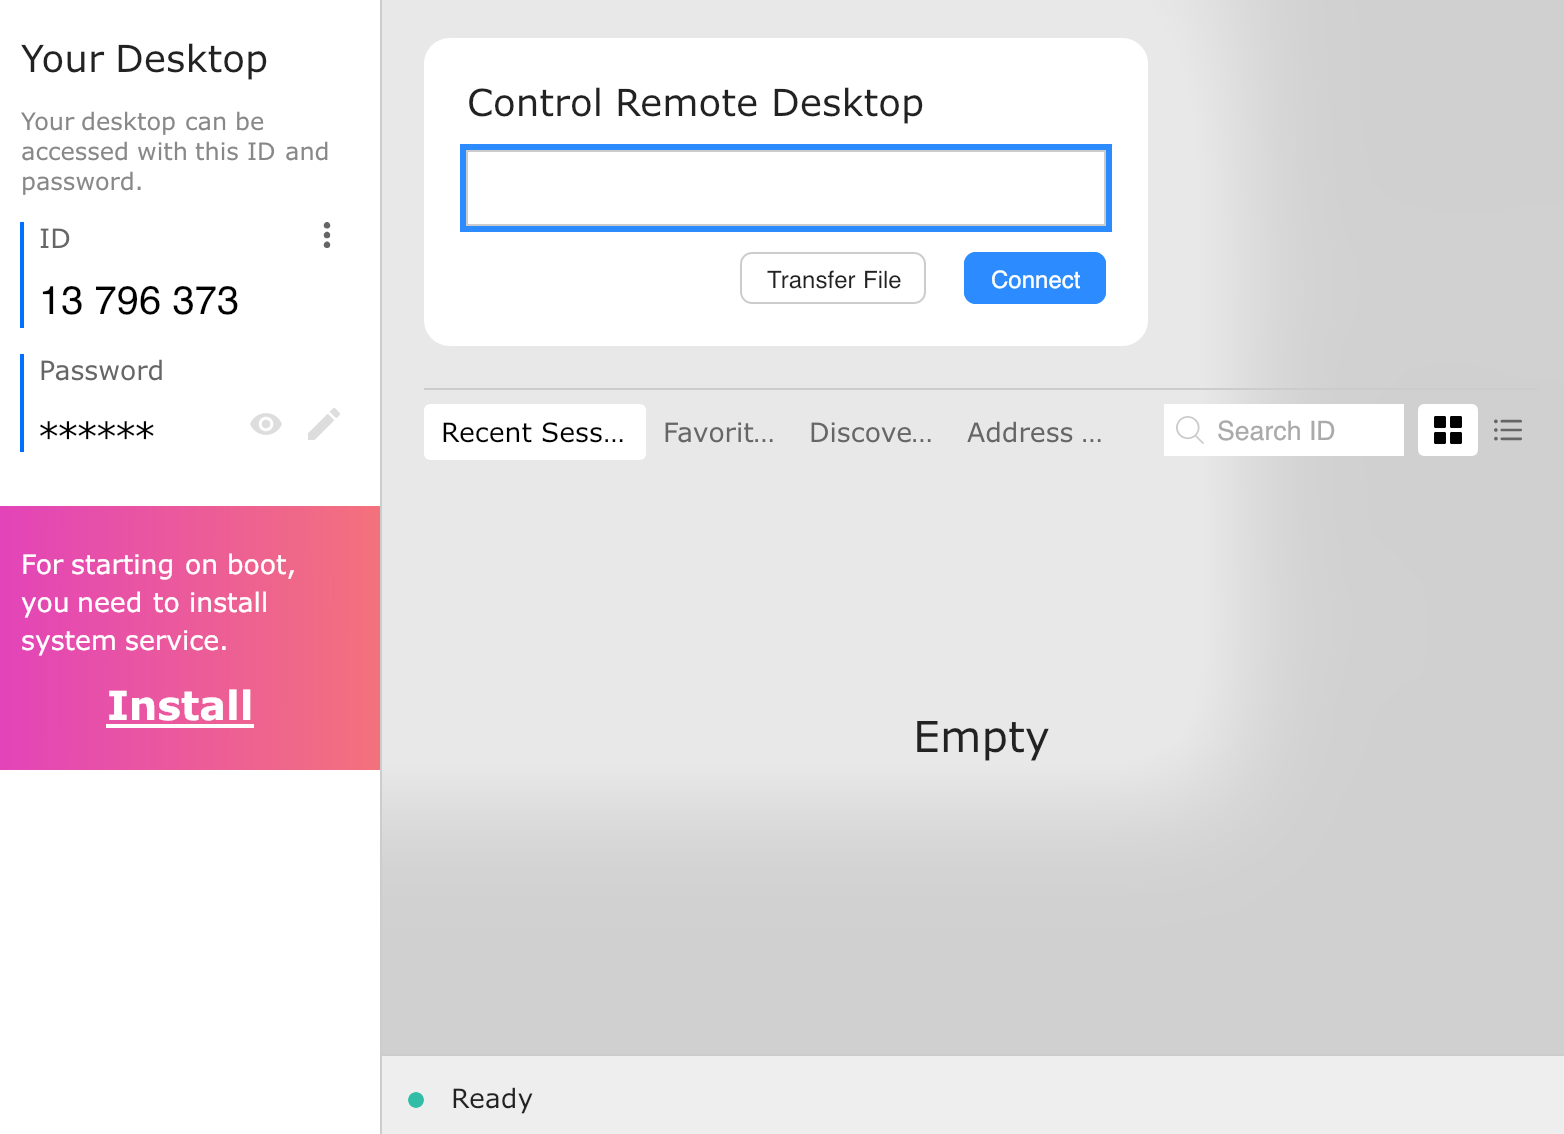 Your Desktop
Your desktop can be
accessed with this ID and
password.
ID
13 796 373
Password
******
For starting on boot,
you need to install
system service.
Install
Control Remote Desktop
Transfer File
Connect
Recent Sess...
Favorit...
Discove...
Address ...
Search ID
Empty
Ready